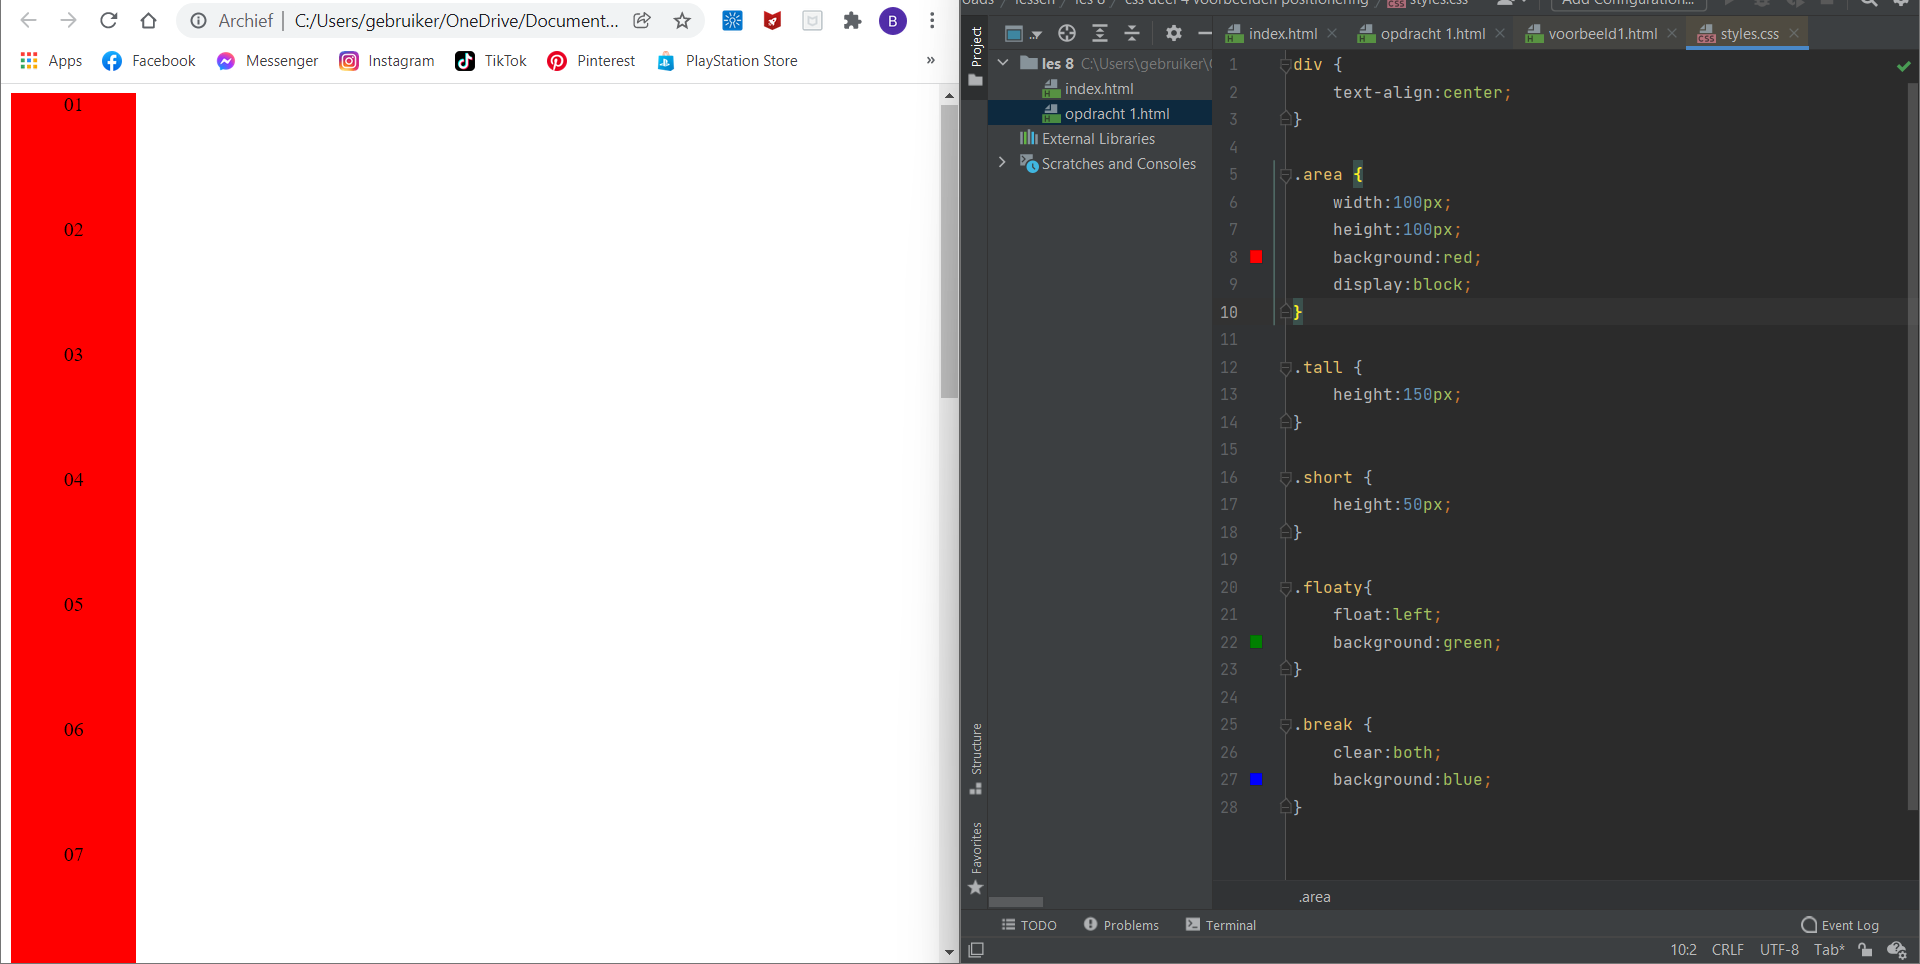 Archief | C:/Users/gebruiker/OneDrive/Document... B
Apps Facebook Messenger Instagram TikTok Pinterest PlayStation Store »
01
02
03
04
05
06
07
lessen / les 8 / css deel 4 voorbeelden positionering / styles.css Add Configuration...
Project
index.html opdracht 1.html voorbeeld1.html styles.css
les 8 C:\Users\gebruiker\
index.html
opdracht 1.html
External Libraries
Scratches and Consoles
Structure
Favorites
1 div {
2 text-align:center;
3 }
4
5 .area {
6 width:100px;
7 height:100px;
8 background:red;
9 display:block;
10 }
11
12 .tall {
13 height:150px;
14 }
15
16 .short {
17 height:50px;
18 }
19
20 .floaty{
21 float:left;
22 background:green;
23 }
24
25 .break {
26 clear:both;
27 background:blue;
28 }
.area
TODO Problems Terminal Event Log
10:2 CRLF UTF-8 Tab*